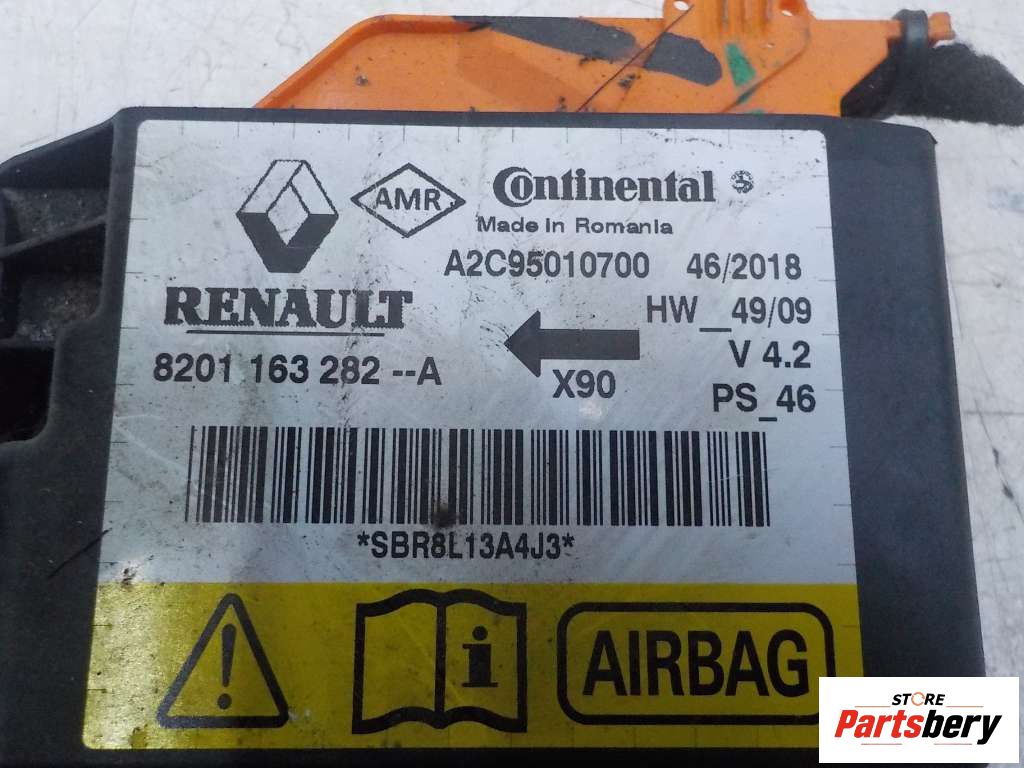 AMR
Continental
Made in Romania
A2C95010700 46/2018
RENAULT
HW__49/09
8201 163 282 --A
V 4.2
X90
PS_46
*SBR8L13A4J3*
AIRBAG
STORE
Partsbery